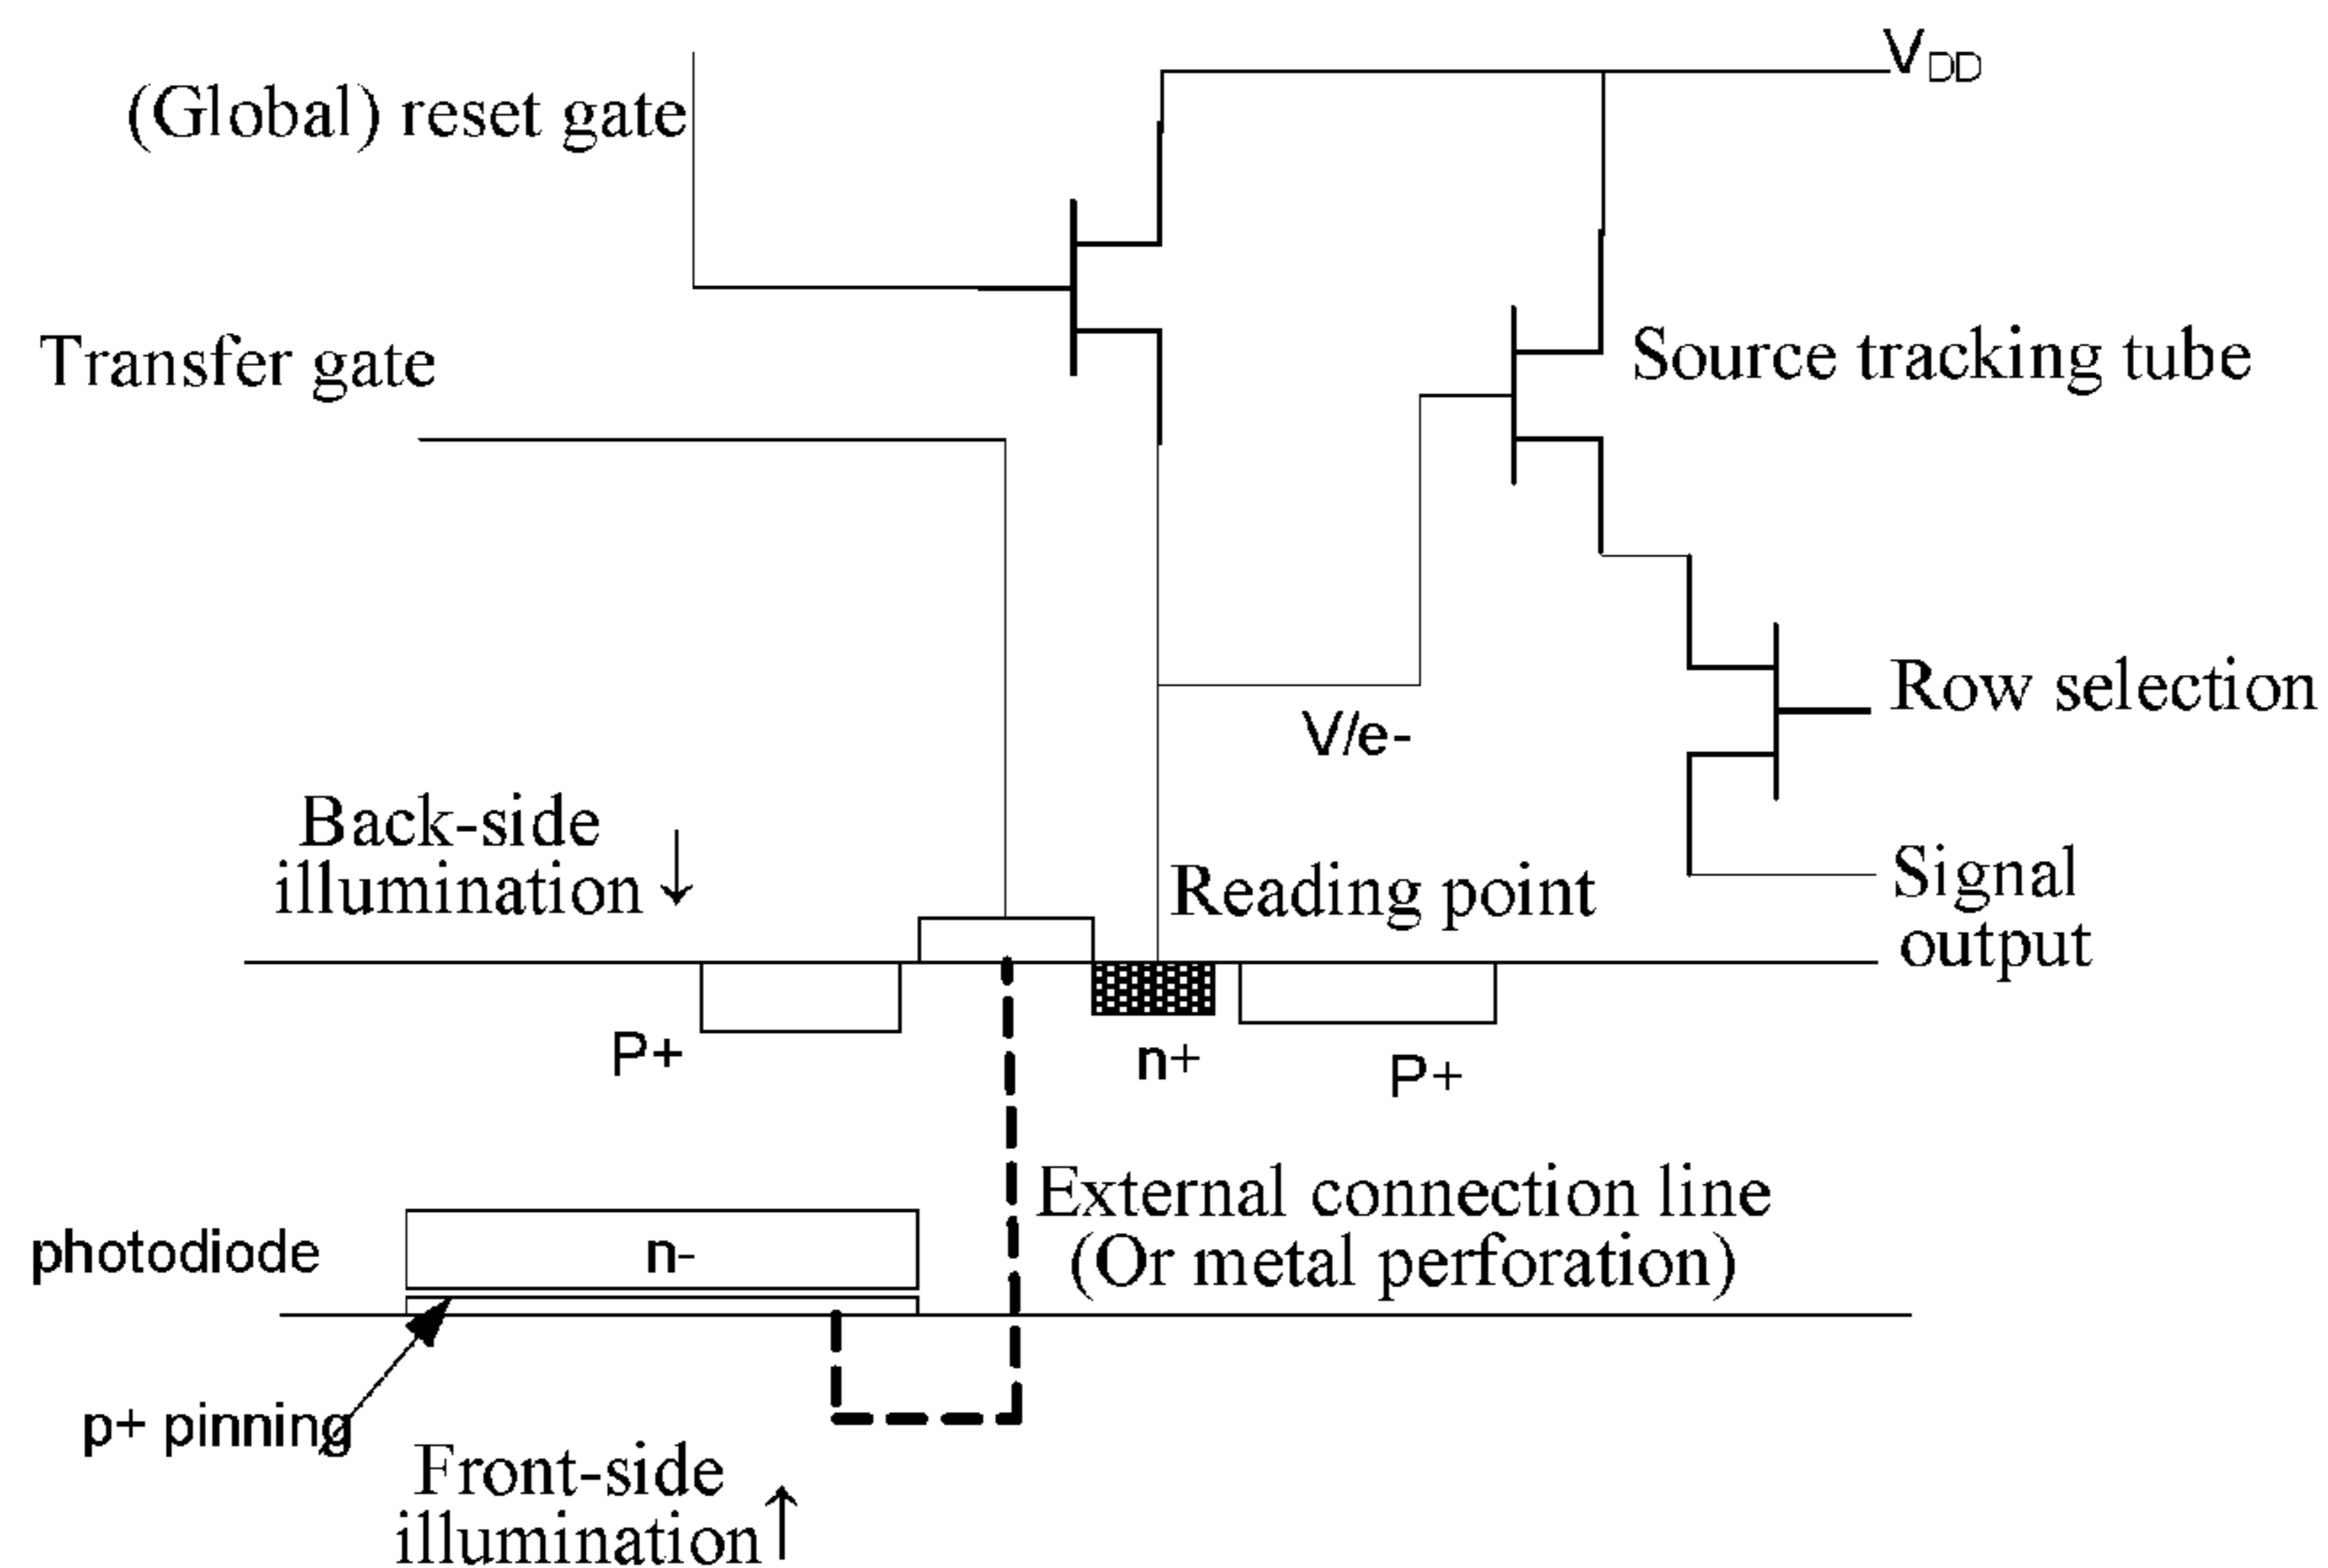 V_DD
(Global) reset gate
Transfer gate
Source tracking tube
Row selection
V/e-
Back-side
illumination ↓
Reading point
Signal
output
P+
n+
P+
External connection line
(Or metal perforation)
photodiode
n-
p+ pinning
Front-side
illumination ↑